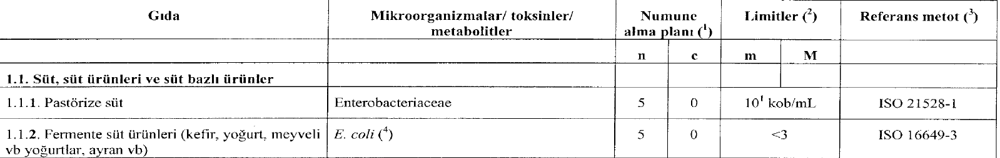 Gıda Mikroorganizmalar/ toksinler/ Numune Limitler (²) Referans metot (³)
metabolitler alma planı (¹)
n c m M
1.1. Süt, süt ürünleri ve süt bazlı ürünler
1.1.1. Pastörize süt Enterobacteriaceae 5 0 10¹ kob/mL ISO 21528-1
1.1.2. Fermente süt ürünleri (kefir, yoğurt, meyveli E. coli (⁴) 5 0 <3 ISO 16649-3
vb yoğurtlar, ayran vb)